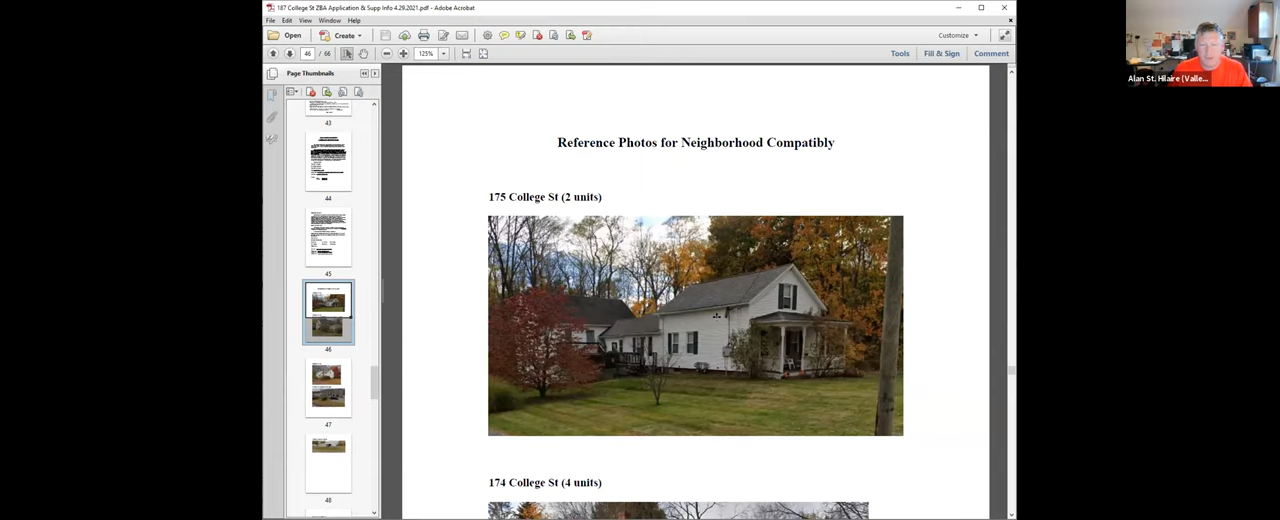 187 College St ZBA Application & Supp Info 4.29.2021.pdf - Adobe Acrobat
File Edit View Window Help
Open Create Customize
46 / 66 125% Tools Fill & Sign Comment
Page Thumbnails
43
44
45
46
47
48
Reference Photos for Neighborhood Compatibly
175 College St (2 units)
174 College St (4 units)
Alan St. Hilaire (Valle...